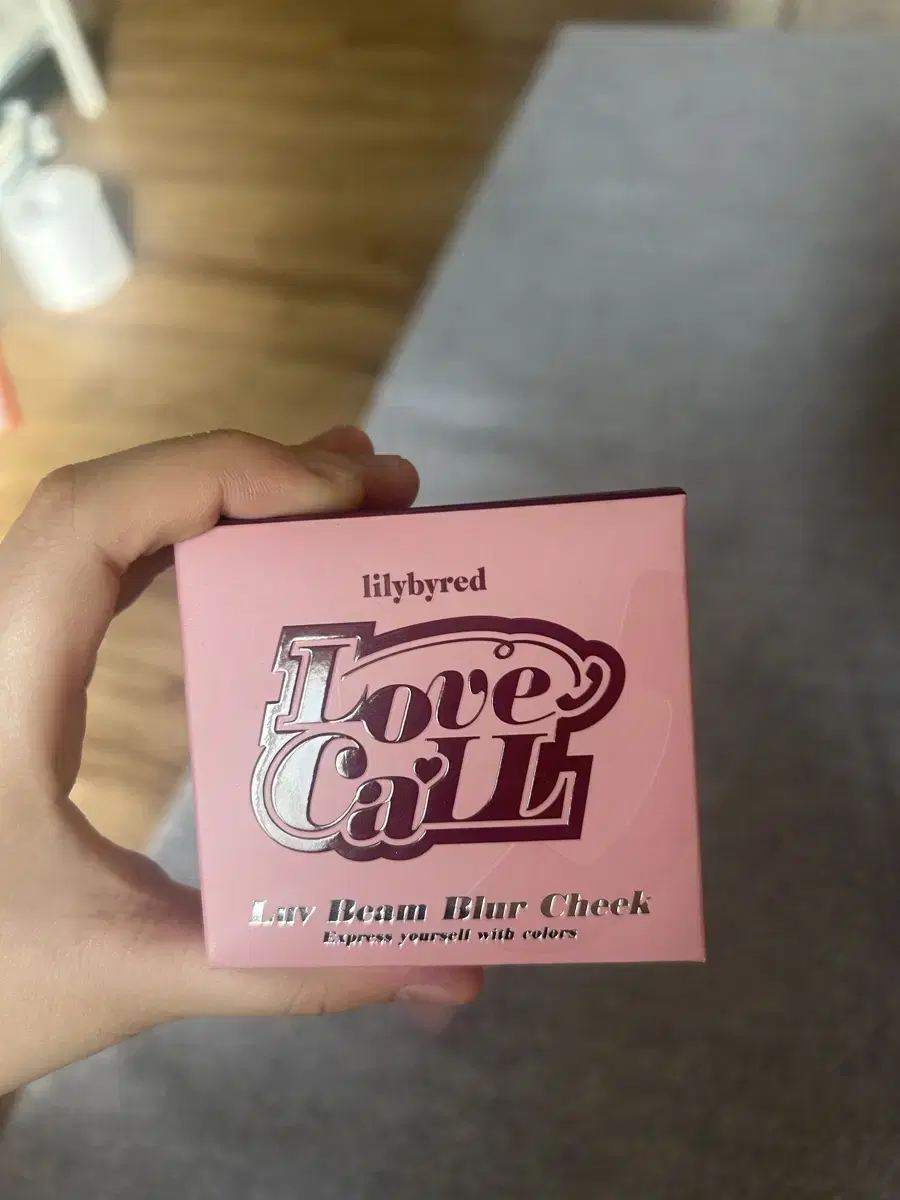 lilybyred
Love
Call
Luv Beam Blur Cheek
Express yourself with colors